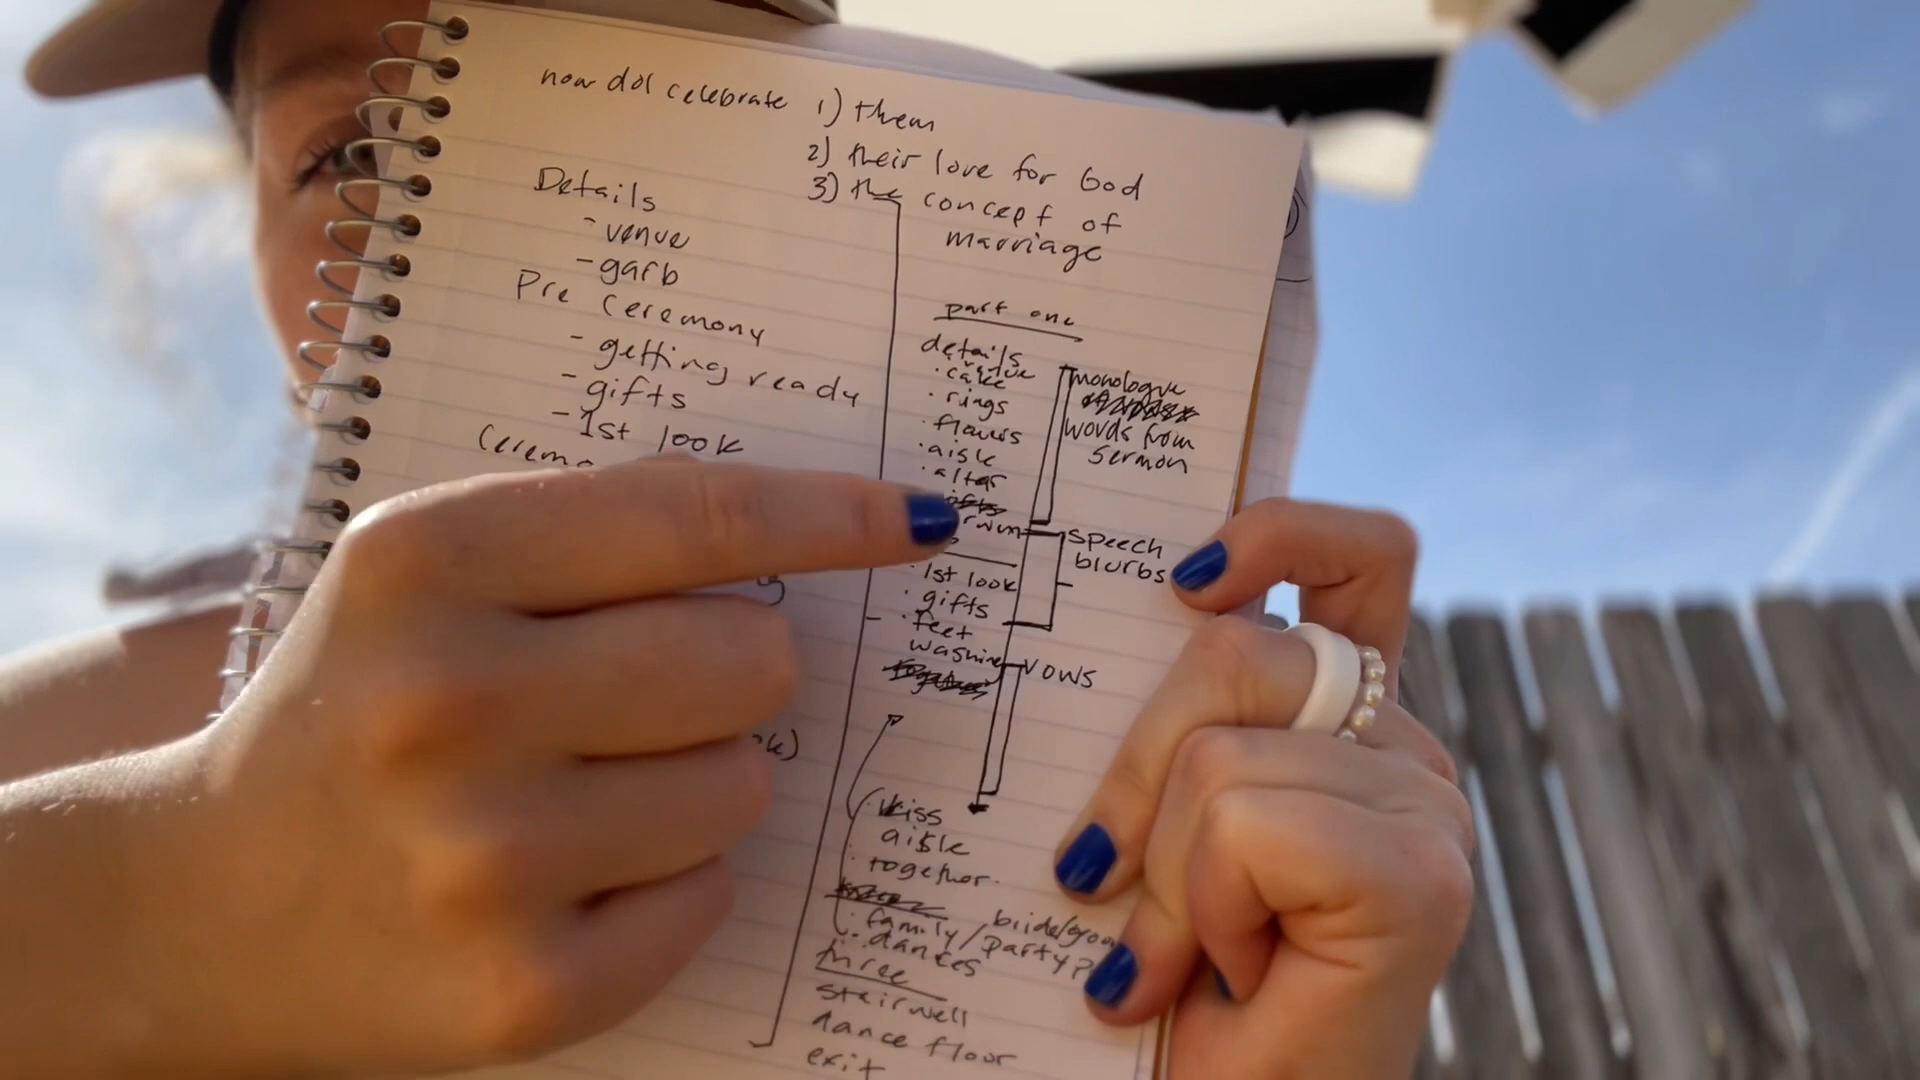 how do I celebrate 1) them
2) their love for God
3) the concept of
marriage
Details
- venue
- garb
Pre Ceremony
- getting ready
- gifts
- 1st look
part one
details
venue
· cake
· rings
· flowers
· aisle
· altar
monologue
words from
sermon
speech
blurbs
· 1st look
· gifts
- · feet
washing
vows
· kiss
aisle
· together
· family/party
bride/groom
· dances
three
stairwell
dance floor
exit